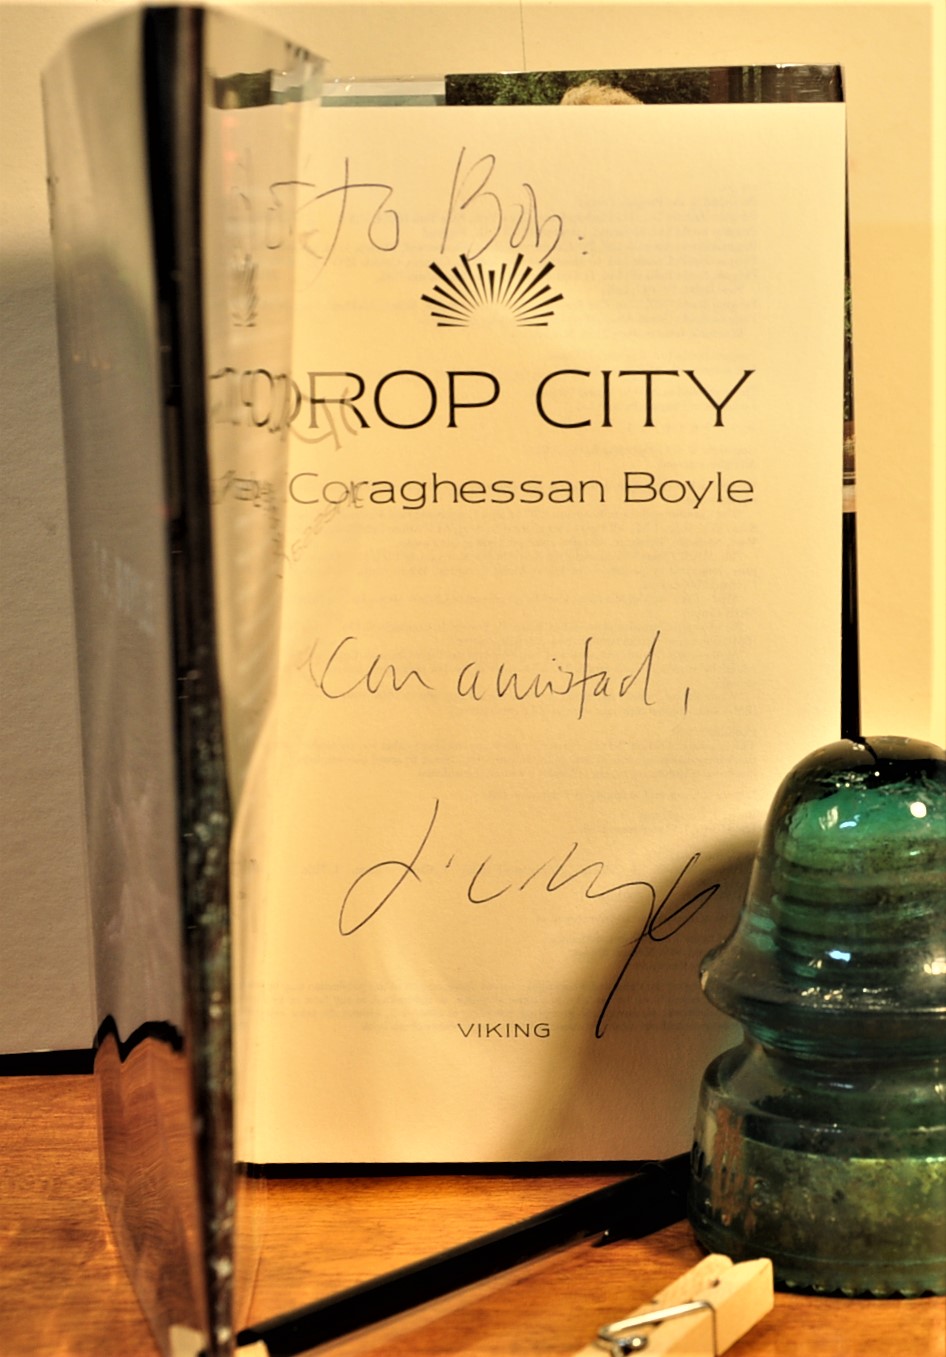 to Bob:
DROP CITY
Coraghessan Boyle
Con amistad,
VIKING